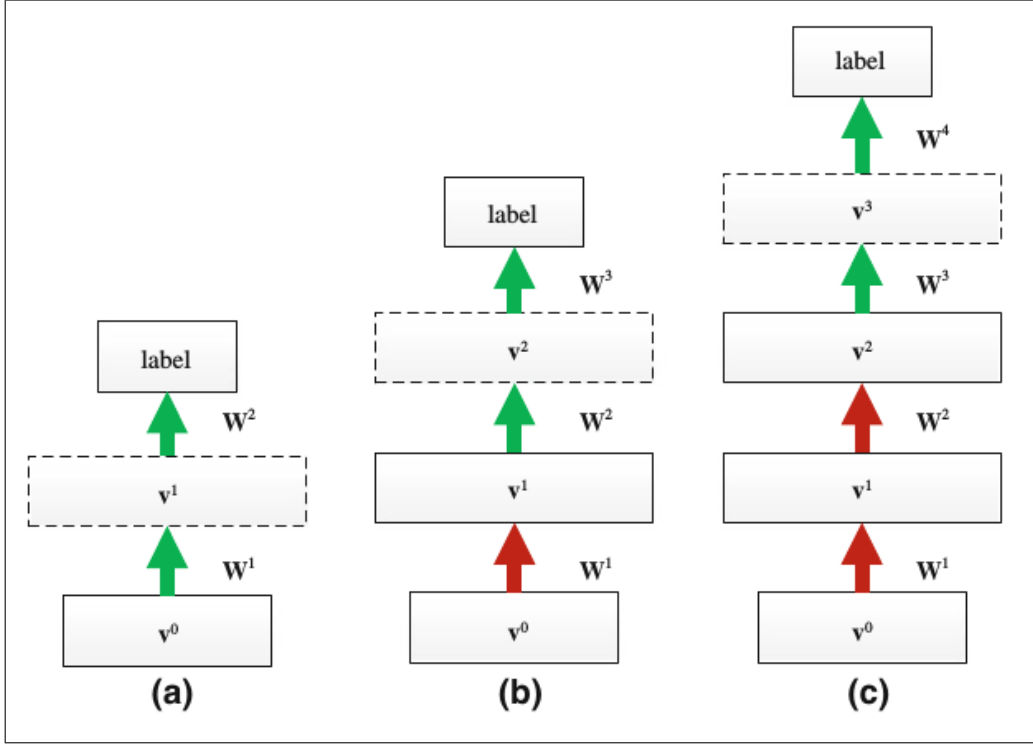 label
W²
v¹
W¹
v⁰
(a)
label
W³
v²
W²
v¹
W¹
v⁰
(b)
label
W⁴
v³
W³
v²
W²
v¹
W¹
v⁰
(c)